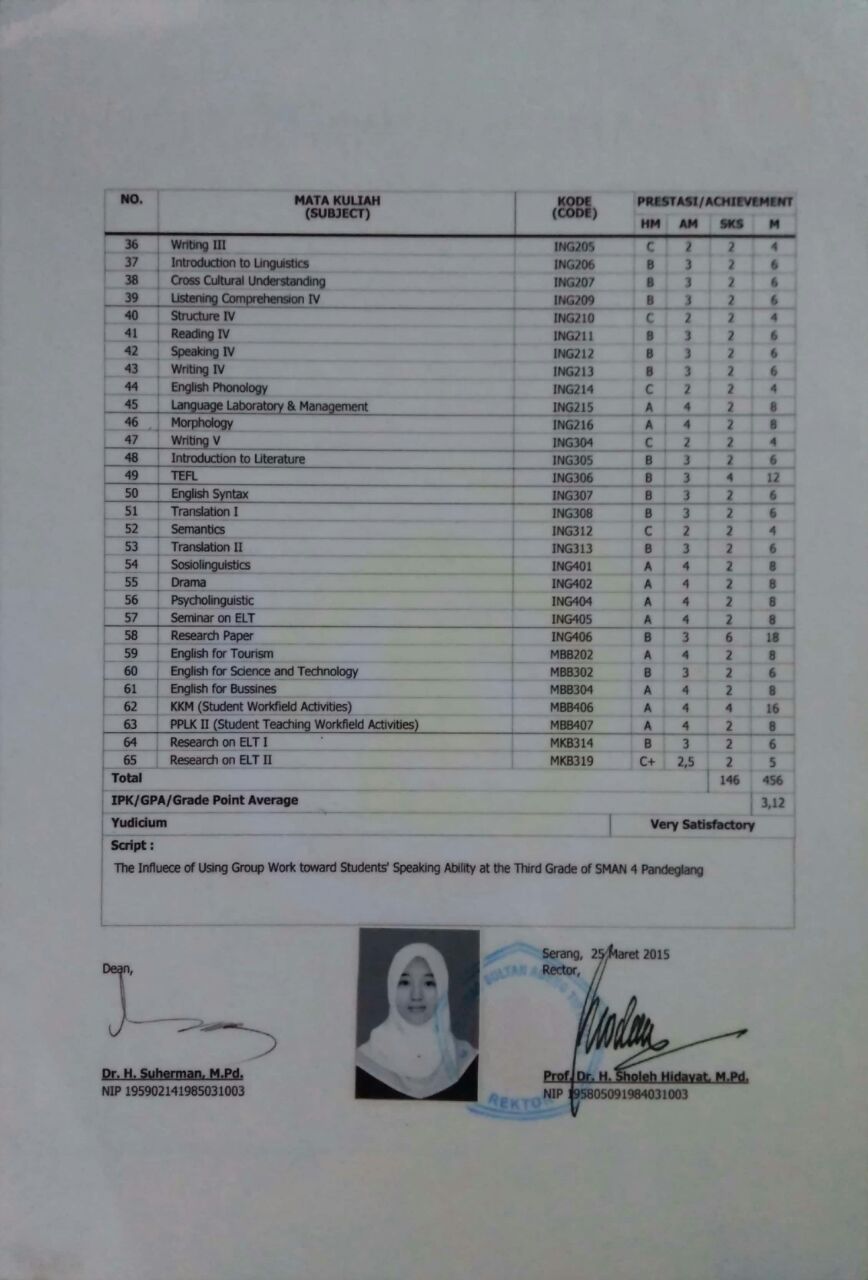 NO. MATA KULIAH (SUBJECT) KODE (CODE) PRESTASI/ACHIEVEMENT
HM AM SKS M
36 Writing III ING205 C 2 2 4
37 Introduction to Linguistics ING206 B 3 2 6
38 Cross Cultural Understanding ING207 B 3 2 6
39 Listening Comprehension IV ING209 B 3 2 6
40 Structure IV ING210 C 2 2 4
41 Reading IV ING211 B 3 2 6
42 Speaking IV ING212 B 3 2 6
43 Writing IV ING213 B 3 2 6
44 English Phonology ING214 C 2 2 4
45 Language Laboratory & Management ING215 A 4 2 8
46 Morphology ING216 A 4 2 8
47 Writing V ING304 C 2 2 4
48 Introduction to Literature ING305 B 3 2 6
49 TEFL ING306 B 3 4 12
50 English Syntax ING307 B 3 2 6
51 Translation I ING308 B 3 2 6
52 Semantics ING312 C 2 2 4
53 Translation II ING313 B 3 2 6
54 Sosiolinguistics ING401 A 4 2 8
55 Drama ING402 A 4 2 8
56 Psycholinguistic ING404 A 4 2 8
57 Seminar on ELT ING405 A 4 2 8
58 Research Paper ING406 B 3 6 18
59 English for Tourism MBB202 A 4 2 8
60 English for Science and Technology MBB302 B 3 2 6
61 English for Bussines MBB304 A 4 2 8
62 KKM (Student Workfield Activities) MBB406 A 4 4 16
63 PPLK II (Student Teaching Workfield Activities) MBB407 A 4 2 8
64 Research on ELT I MKB314 B 3 2 6
65 Research on ELT II MKB319 C+ 2,5 2 5
Total 146 456
IPK/GPA/Grade Point Average 3,12
Yudicium Very Satisfactory
Script :
The Influece of Using Group Work toward Students' Speaking Ability at the Third Grade of SMAN 4 Pandeglang
Serang, 25 Maret 2015
Dean, Rector,
SULTAN AGENG
REKTOR
Dr. H. Suherman, M.Pd. Prof. Dr. H. Sholeh Hidayat, M.Pd.
NIP 195902141985031003 NIP 195805091984031003